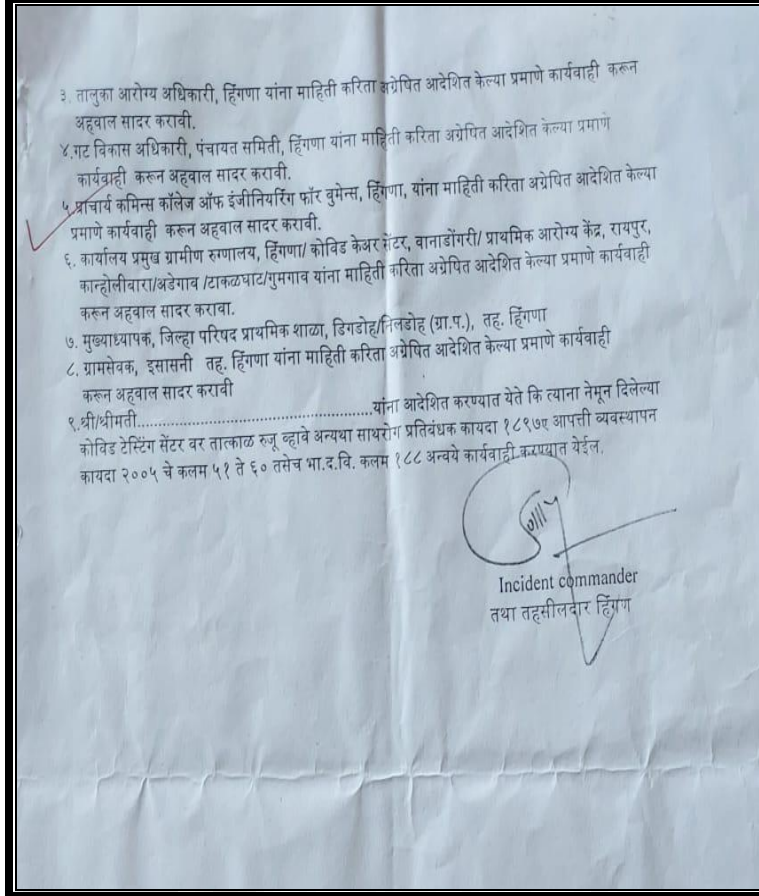 ३. तालुका आरोग्य अधिकारी, हिंगणा यांना माहिती करिता अग्रेषित आदेशित केल्या प्रमाणे कार्यवाही करून
अहवाल सादर करावी.
४.गट विकास अधिकारी, पंचायत समिती, हिंगणा यांना माहिती करिता अग्रेषित आदेशित केल्या प्रमाणे
कार्यवाही करून अहवाल सादर करावी.
५.प्राचार्य कमिन्स कॉलेज ऑफ इंजीनियरिंग फॉर वुमेन्स, हिंगणा, यांना माहिती करिता अग्रेषित आदेशित केल्या
प्रमाणे कार्यवाही करून अहवाल सादर करावी.
६. कार्यालय प्रमुख ग्रामीण रुग्णालय, हिंगणा/ कोविड केअर सेंटर, वानाडोंगरी/ प्राथमिक आरोग्य केंद्र, रायपुर,
कान्होलीवारा/अडेगाव /टाकळघाट/गुमगाव यांना माहिती करिता अग्रेषित आदेशित केल्या प्रमाणे कार्यवाही
करून अहवाल सादर करावा.
७. मुख्याध्यापक, जिल्हा परिषद प्राथमिक शाळा, डिगडोह/निलडोह (ग्रा.प.), तह. हिंगणा
८. ग्रामसेवक, इसासनी तह. हिंगणा यांना माहिती करिता अग्रेषित आदेशित केल्या प्रमाणे कार्यवाही
करून अहवाल सादर करावी
९.श्री/श्रीमती..................................................यांना आदेशित करण्यात येते कि त्याना नेमून दिलेल्या
कोविड टेस्टिंग सेंटर वर तात्काळ रुजू व्हावे अन्यथा साथरोग प्रतिबंधक कायदा १८९७ए आपत्ती व्यवस्थापन
कायदा २००५ चे कलम ५१ ते ६० तसेच भा.द.वि. कलम १८८ अन्वये कार्यवाही करण्यात येईल.
Incident commander
तथा तहसीलदार हिंगण